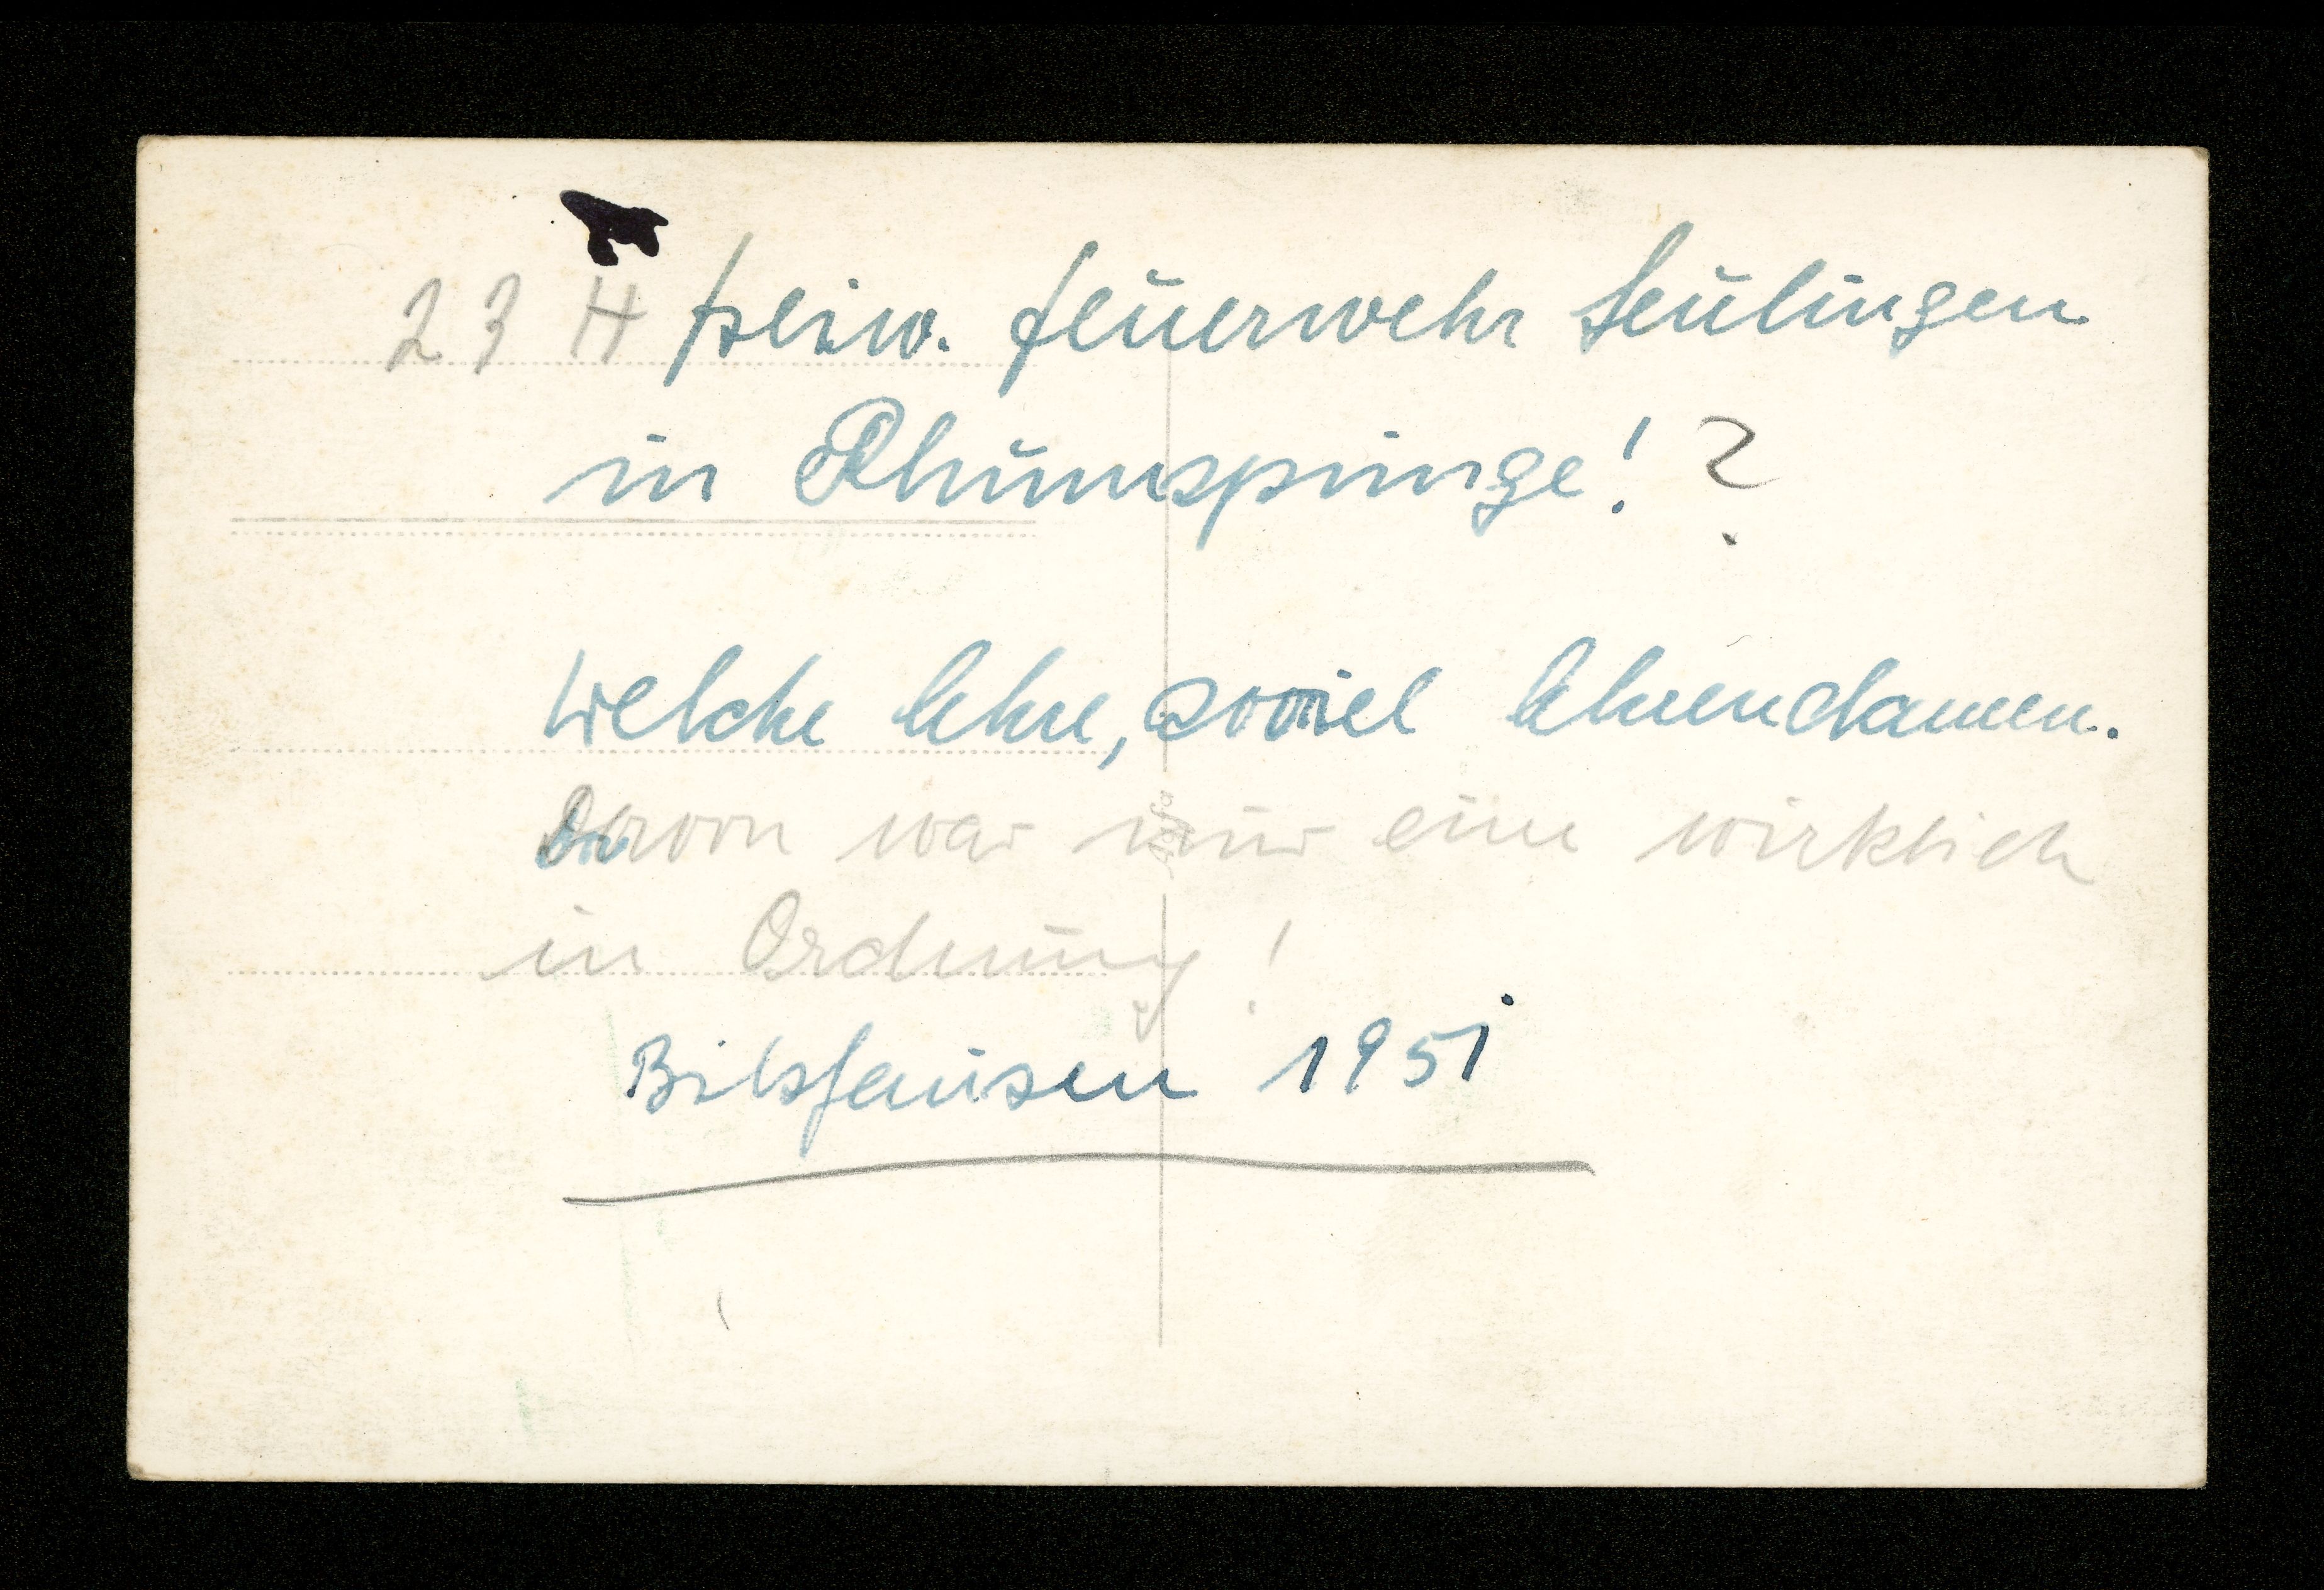 23 H freiw. Feuerwehr Seulingen
in Rhumspringe! ?
Welche Ehre, soviel Ehrendamen.
Davon war nur eine wirklich
in Ordnung!
Bilshausen 1951
Agfa